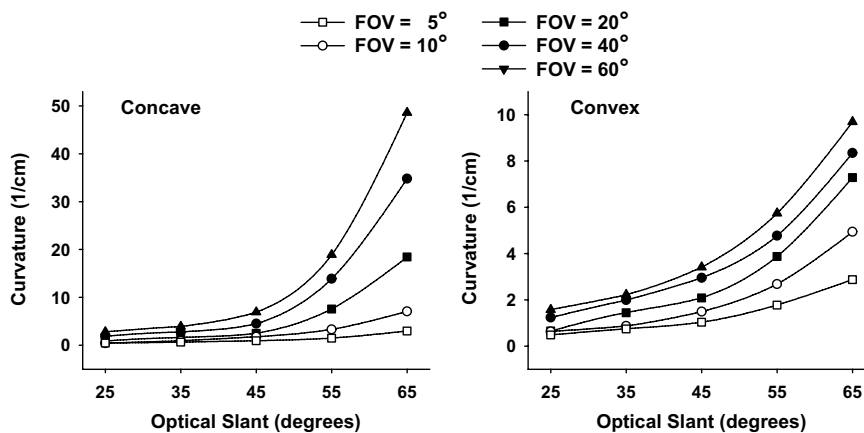 FOV = 5° FOV = 20°
FOV = 10° FOV = 40°
FOV = 60°
Concave
Curvature (1/cm)
50
40
30
20
10
0
25 35 45 55 65
Optical Slant (degrees)
Convex
Curvature (1/cm)
10
8
6
4
2
0
25 35 45 55 65
Optical Slant (degrees)